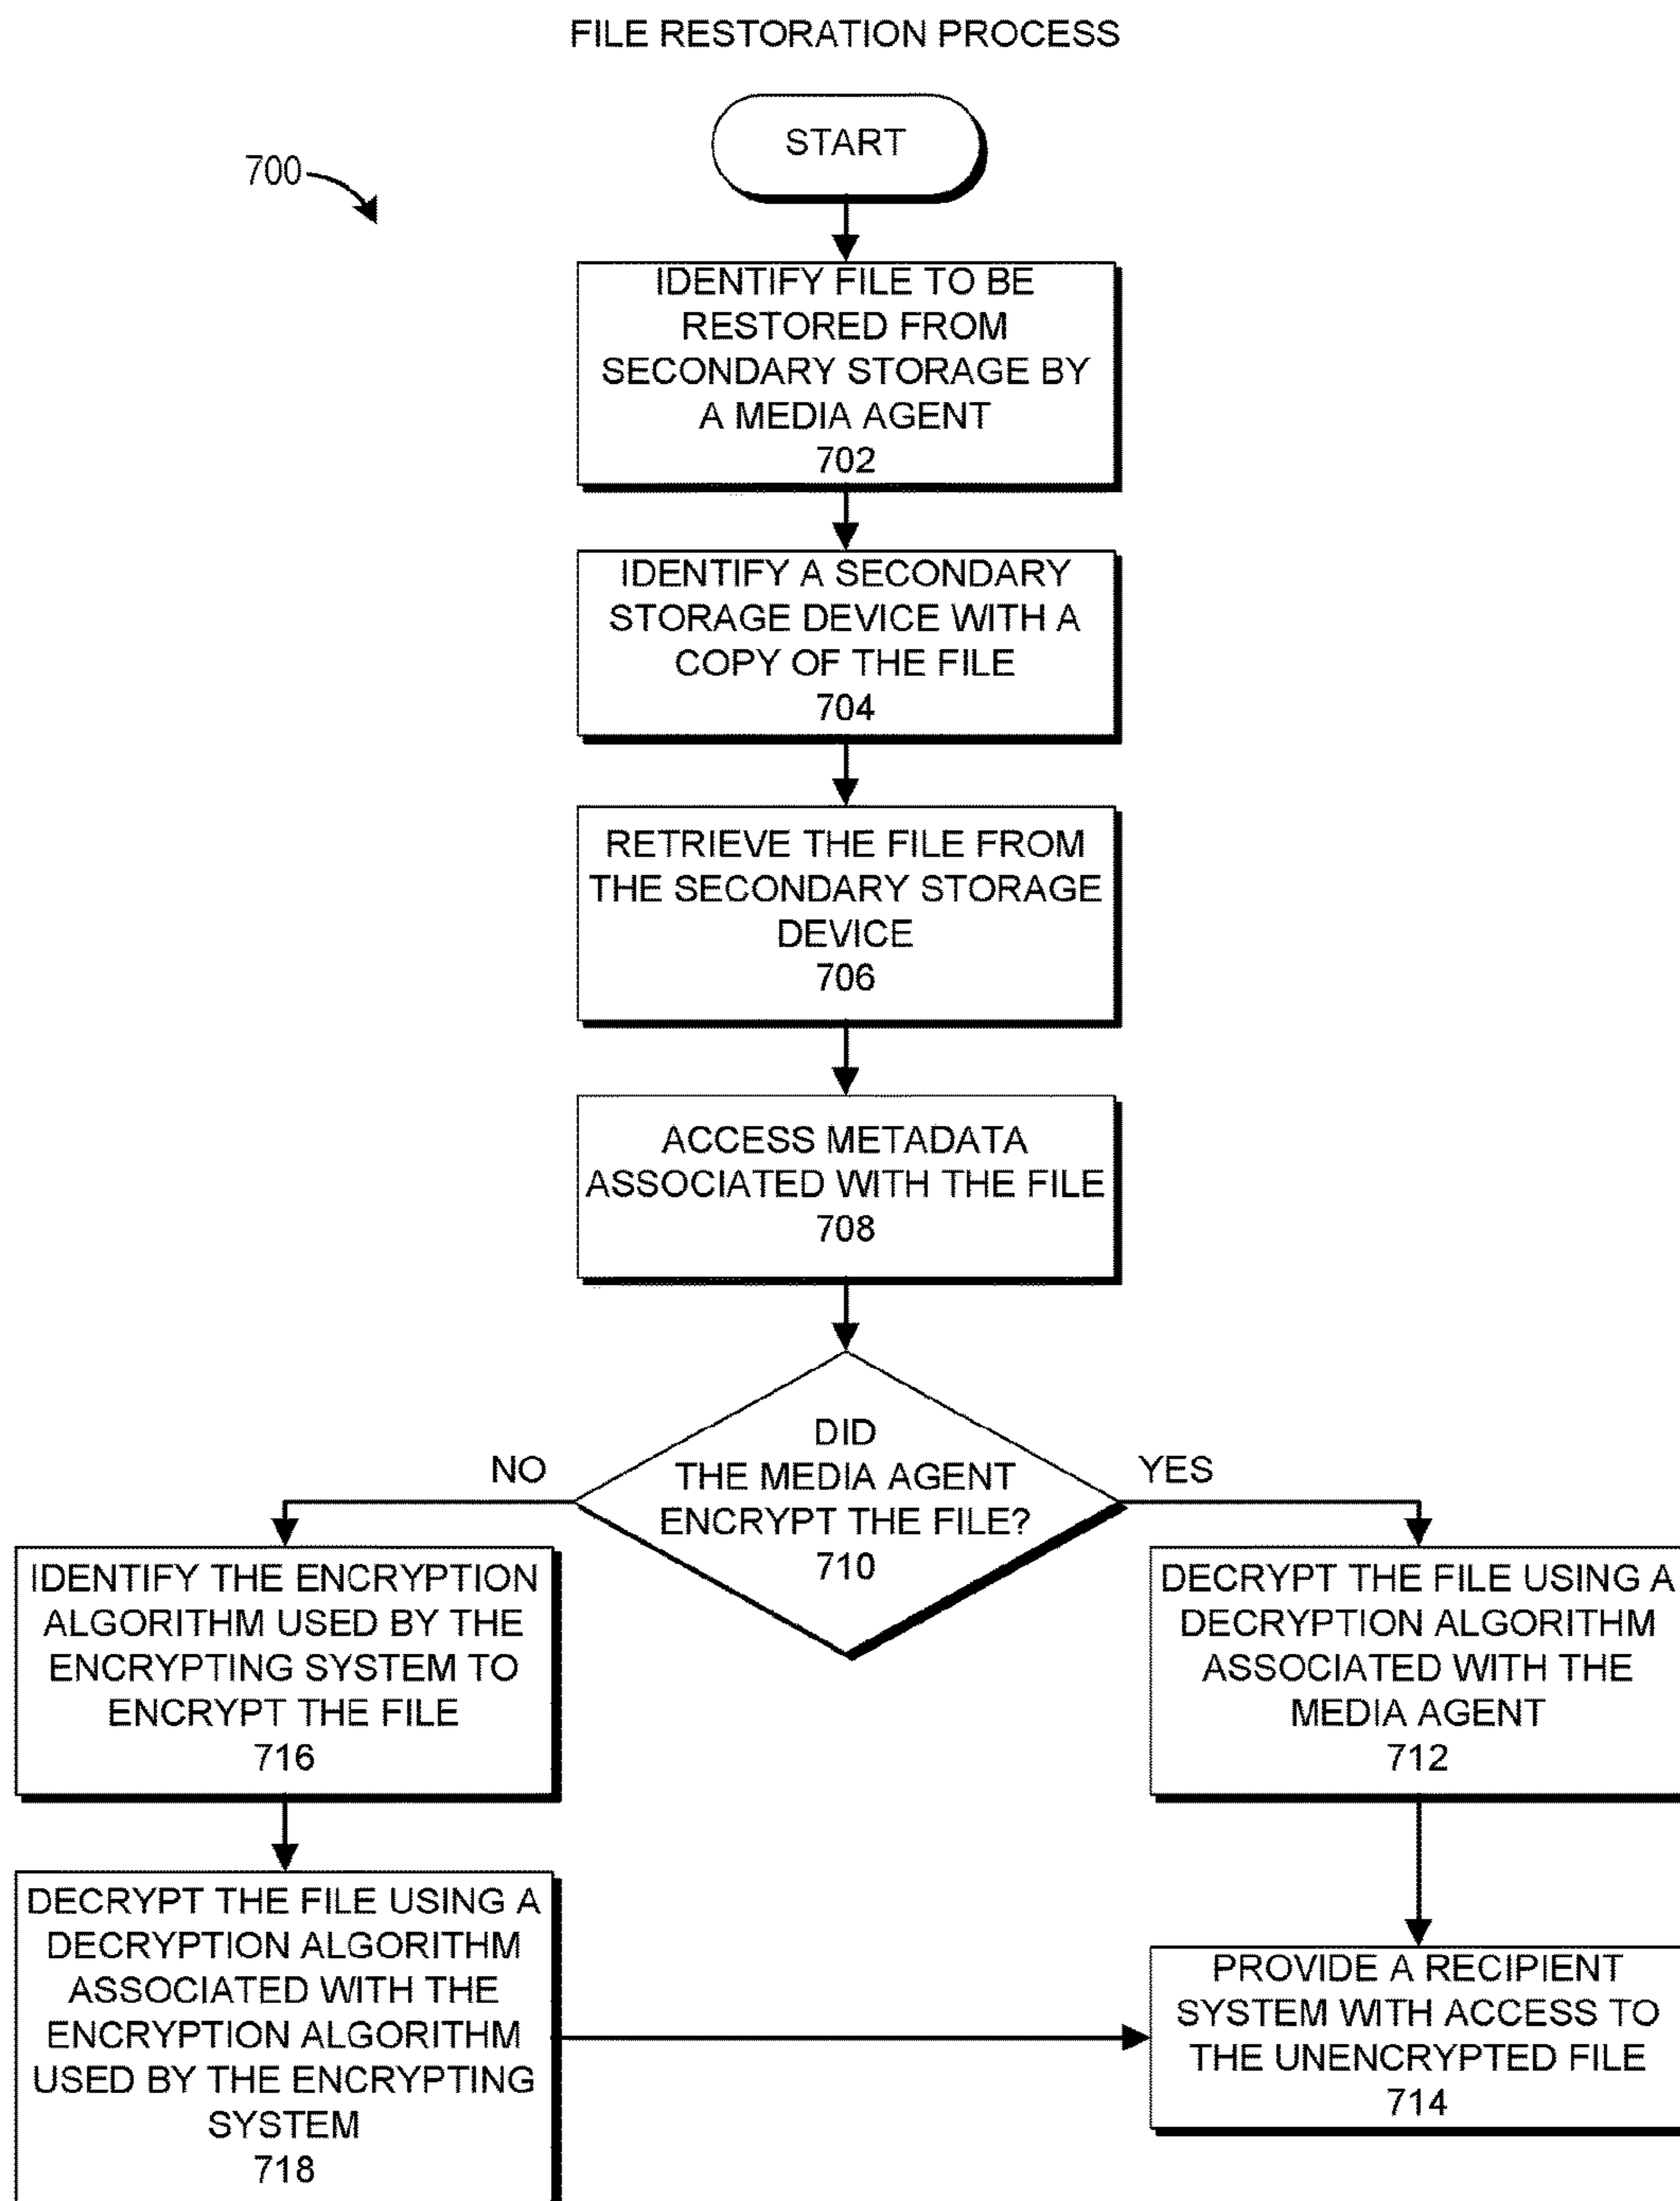 FILE RESTORATION PROCESS
START
700
IDENTIFY FILE TO BE
RESTORED FROM
SECONDARY STORAGE BY
A MEDIA AGENT
702
IDENTIFY A SECONDARY
STORAGE DEVICE WITH A
COPY OF THE FILE
704
RETRIEVE THE FILE FROM
THE SECONDARY STORAGE
DEVICE
706
ACCESS METADATA
ASSOCIATED WITH THE FILE
708
DID
THE MEDIA AGENT
ENCRYPT THE FILE?
710
NO
YES
IDENTIFY THE ENCRYPTION
ALGORITHM USED BY THE
ENCRYPTING SYSTEM TO
ENCRYPT THE FILE
716
DECRYPT THE FILE USING A
DECRYPTION ALGORITHM
ASSOCIATED WITH THE
MEDIA AGENT
712
DECRYPT THE FILE USING A
DECRYPTION ALGORITHM
ASSOCIATED WITH THE
ENCRYPTION ALGORITHM
USED BY THE ENCRYPTING
SYSTEM
718
PROVIDE A RECIPIENT
SYSTEM WITH ACCESS TO
THE UNENCRYPTED FILE
714